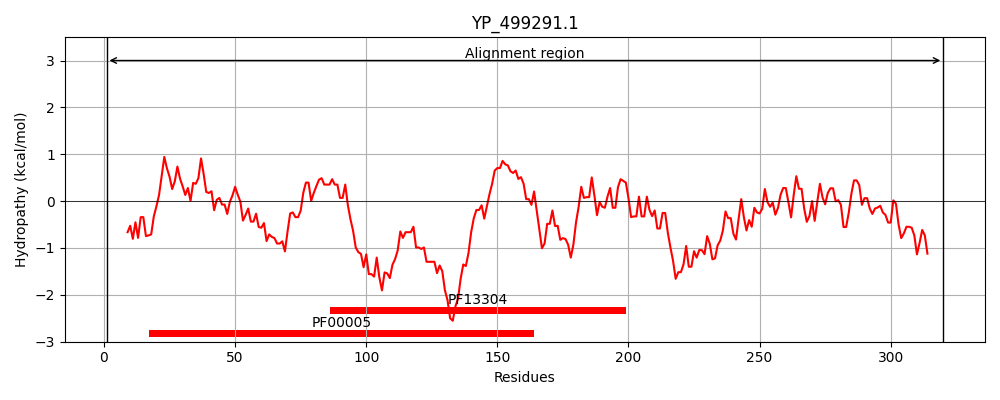 YP_499291.1
Alignment region
Hydropathy (kcal/mol)
3
2
1
0
−1
−2
−3
PF13304
PF00005
0 50 100 150 200 250 300
Residues